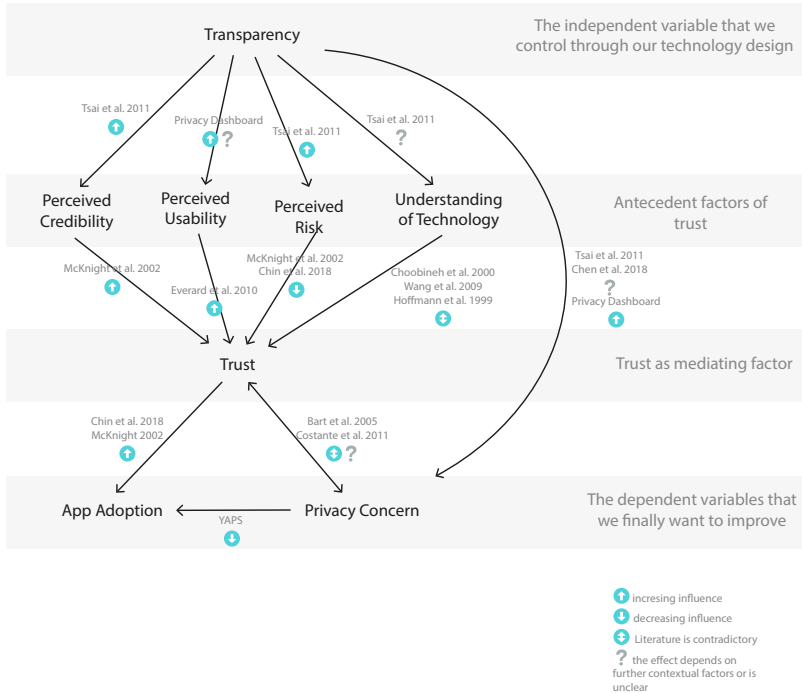 Transparency
The independent variable that we
control through our technology design
Tsai et al. 2011
Privacy Dashboard
?
Tsai et al. 2011
Tsai et al. 2011
?
Perceived
Credibility
Perceived
Usability
Perceived
Risk
Understanding
of Technology
Antecedent factors of
trust
McKnight et al. 2002
Everard et al. 2010
McKnight et al. 2002
Chin et al. 2018
Choobineh et al. 2000
Wang et al. 2009
Hoffmann et al. 1999
Tsai et al. 2011
Chen et al. 2018
?
Privacy Dashboard
Trust
Trust as mediating factor
Chin et al. 2018
McKnight 2002
Bart et al. 2005
Costante et al. 2011
?
App Adoption
YAPS
Privacy Concern
The dependent variables that
we finally want to improve
incresing influence
decreasing influence
Literature is contradictory
? the effect depends on
further contextual factors or is
unclear